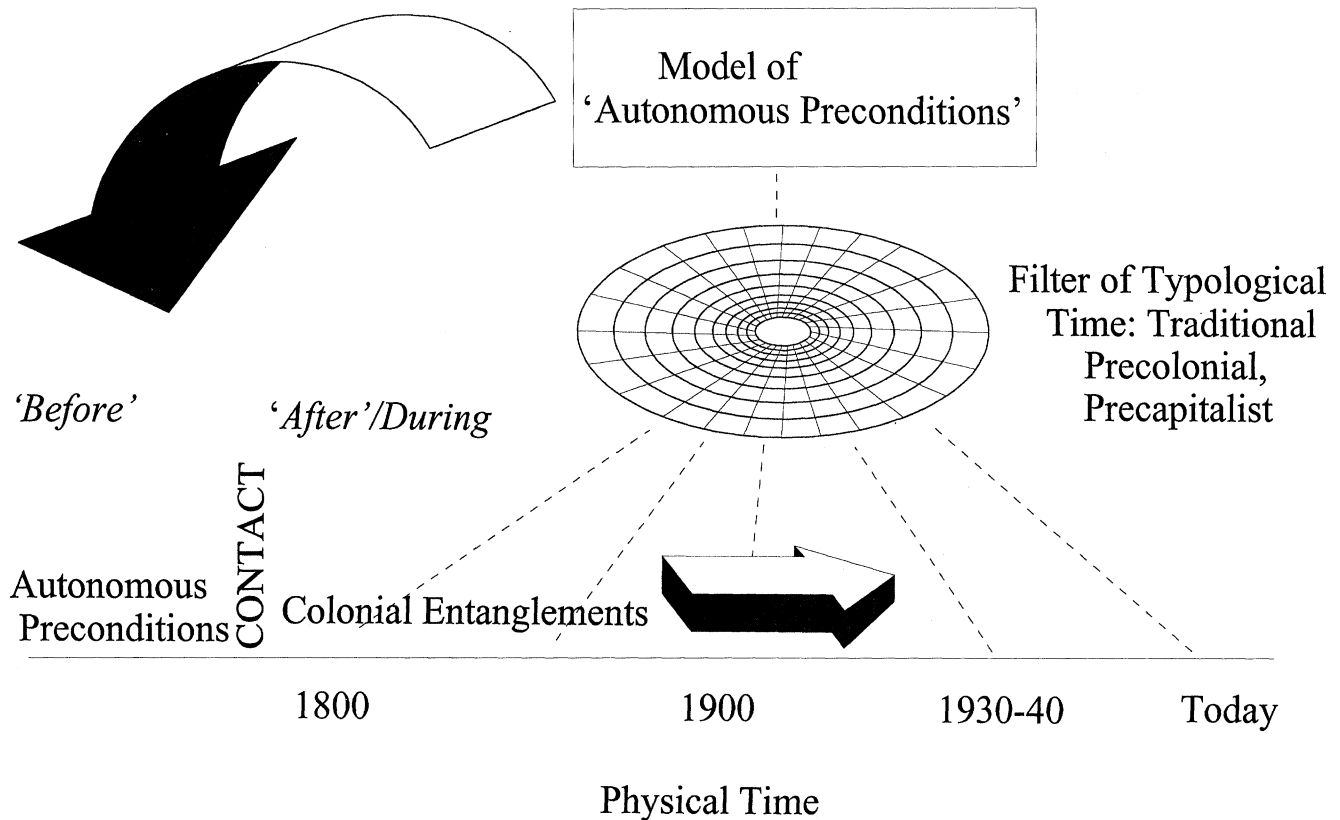 Model of
‘Autonomous Preconditions’
Filter of Typological
Time: Traditional
Precolonial,
Precapitalist
‘Before’
‘After’/During
CONTACT
Autonomous
Preconditions
Colonial Entanglements
1800
1900
1930-40
Today
Physical Time